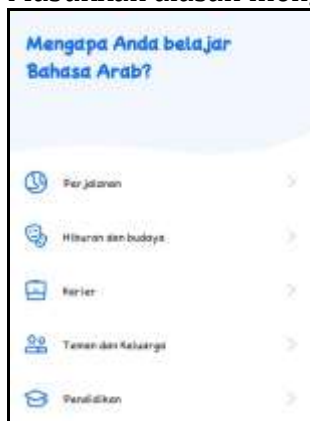 Mengapa Anda belajar
Bahasa Arab?
Perjalanan
Hiburan dan budaya
Karier
Teman dan Keluarga
Pendidikan